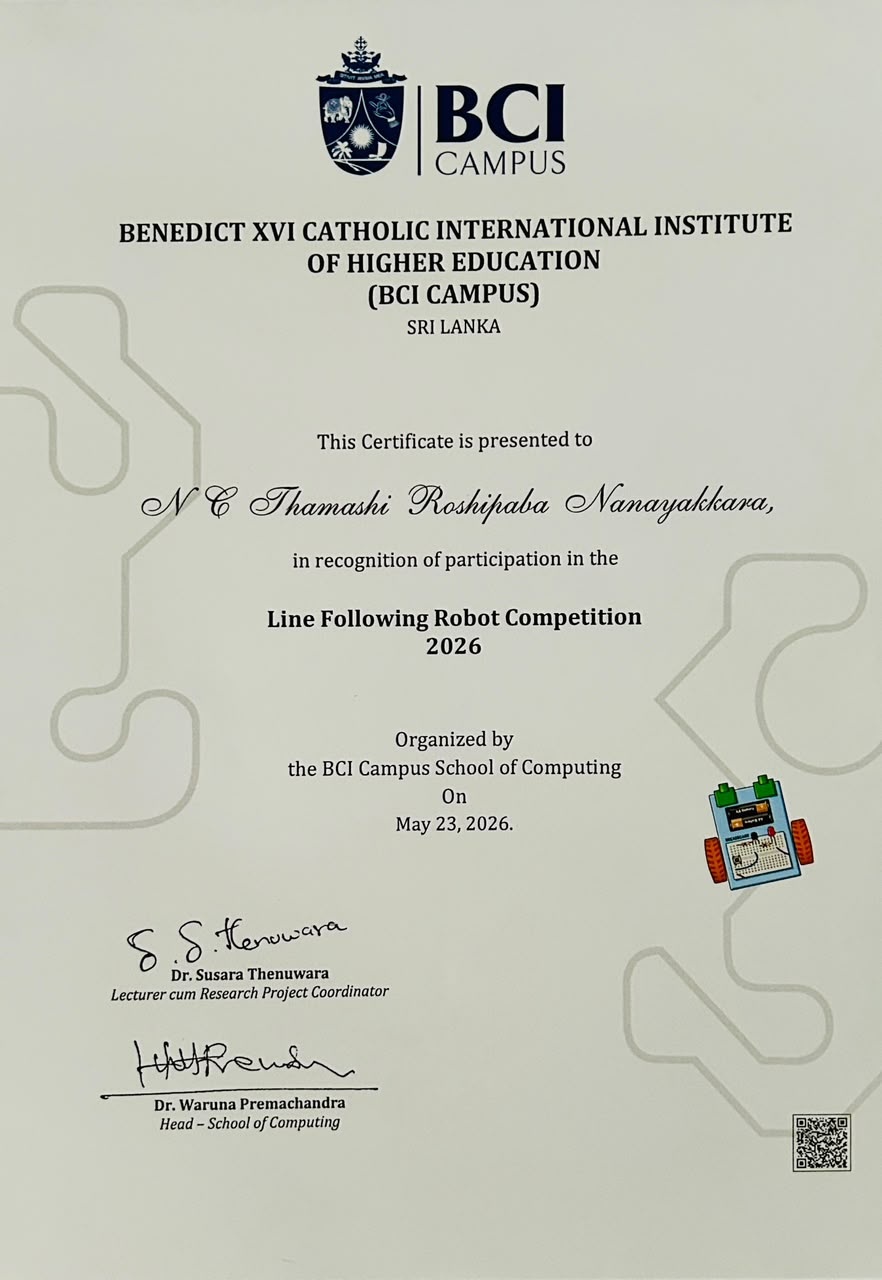 BCI
CAMPUS
BENEDICT XVI CATHOLIC INTERNATIONAL INSTITUTE
OF HIGHER EDUCATION
(BCI CAMPUS)
SRI LANKA
This Certificate is presented to
N C Thamashi Roshipaba Nanayakkara,
in recognition of participation in the
Line Following Robot Competition
2026
Organized by
the BCI Campus School of Computing
On
May 23, 2026.
S. S. Thenuwara
Dr. Susara Thenuwara
Lecturer cum Research Project Coordinator
Dr. Waruna Premachandra
Head – School of Computing